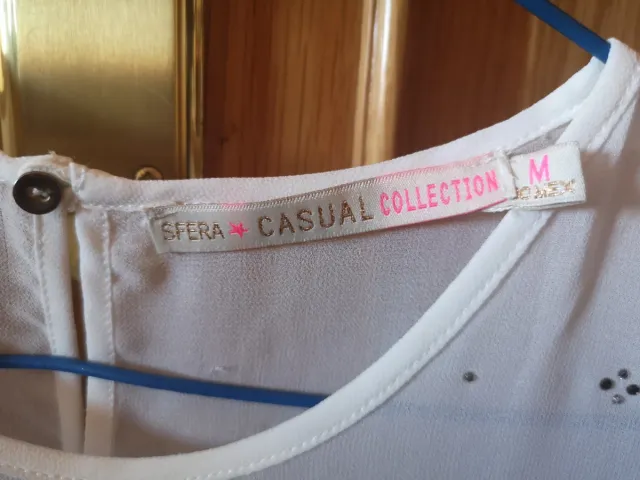 SFERA ★ CASUAL COLLECTION
M